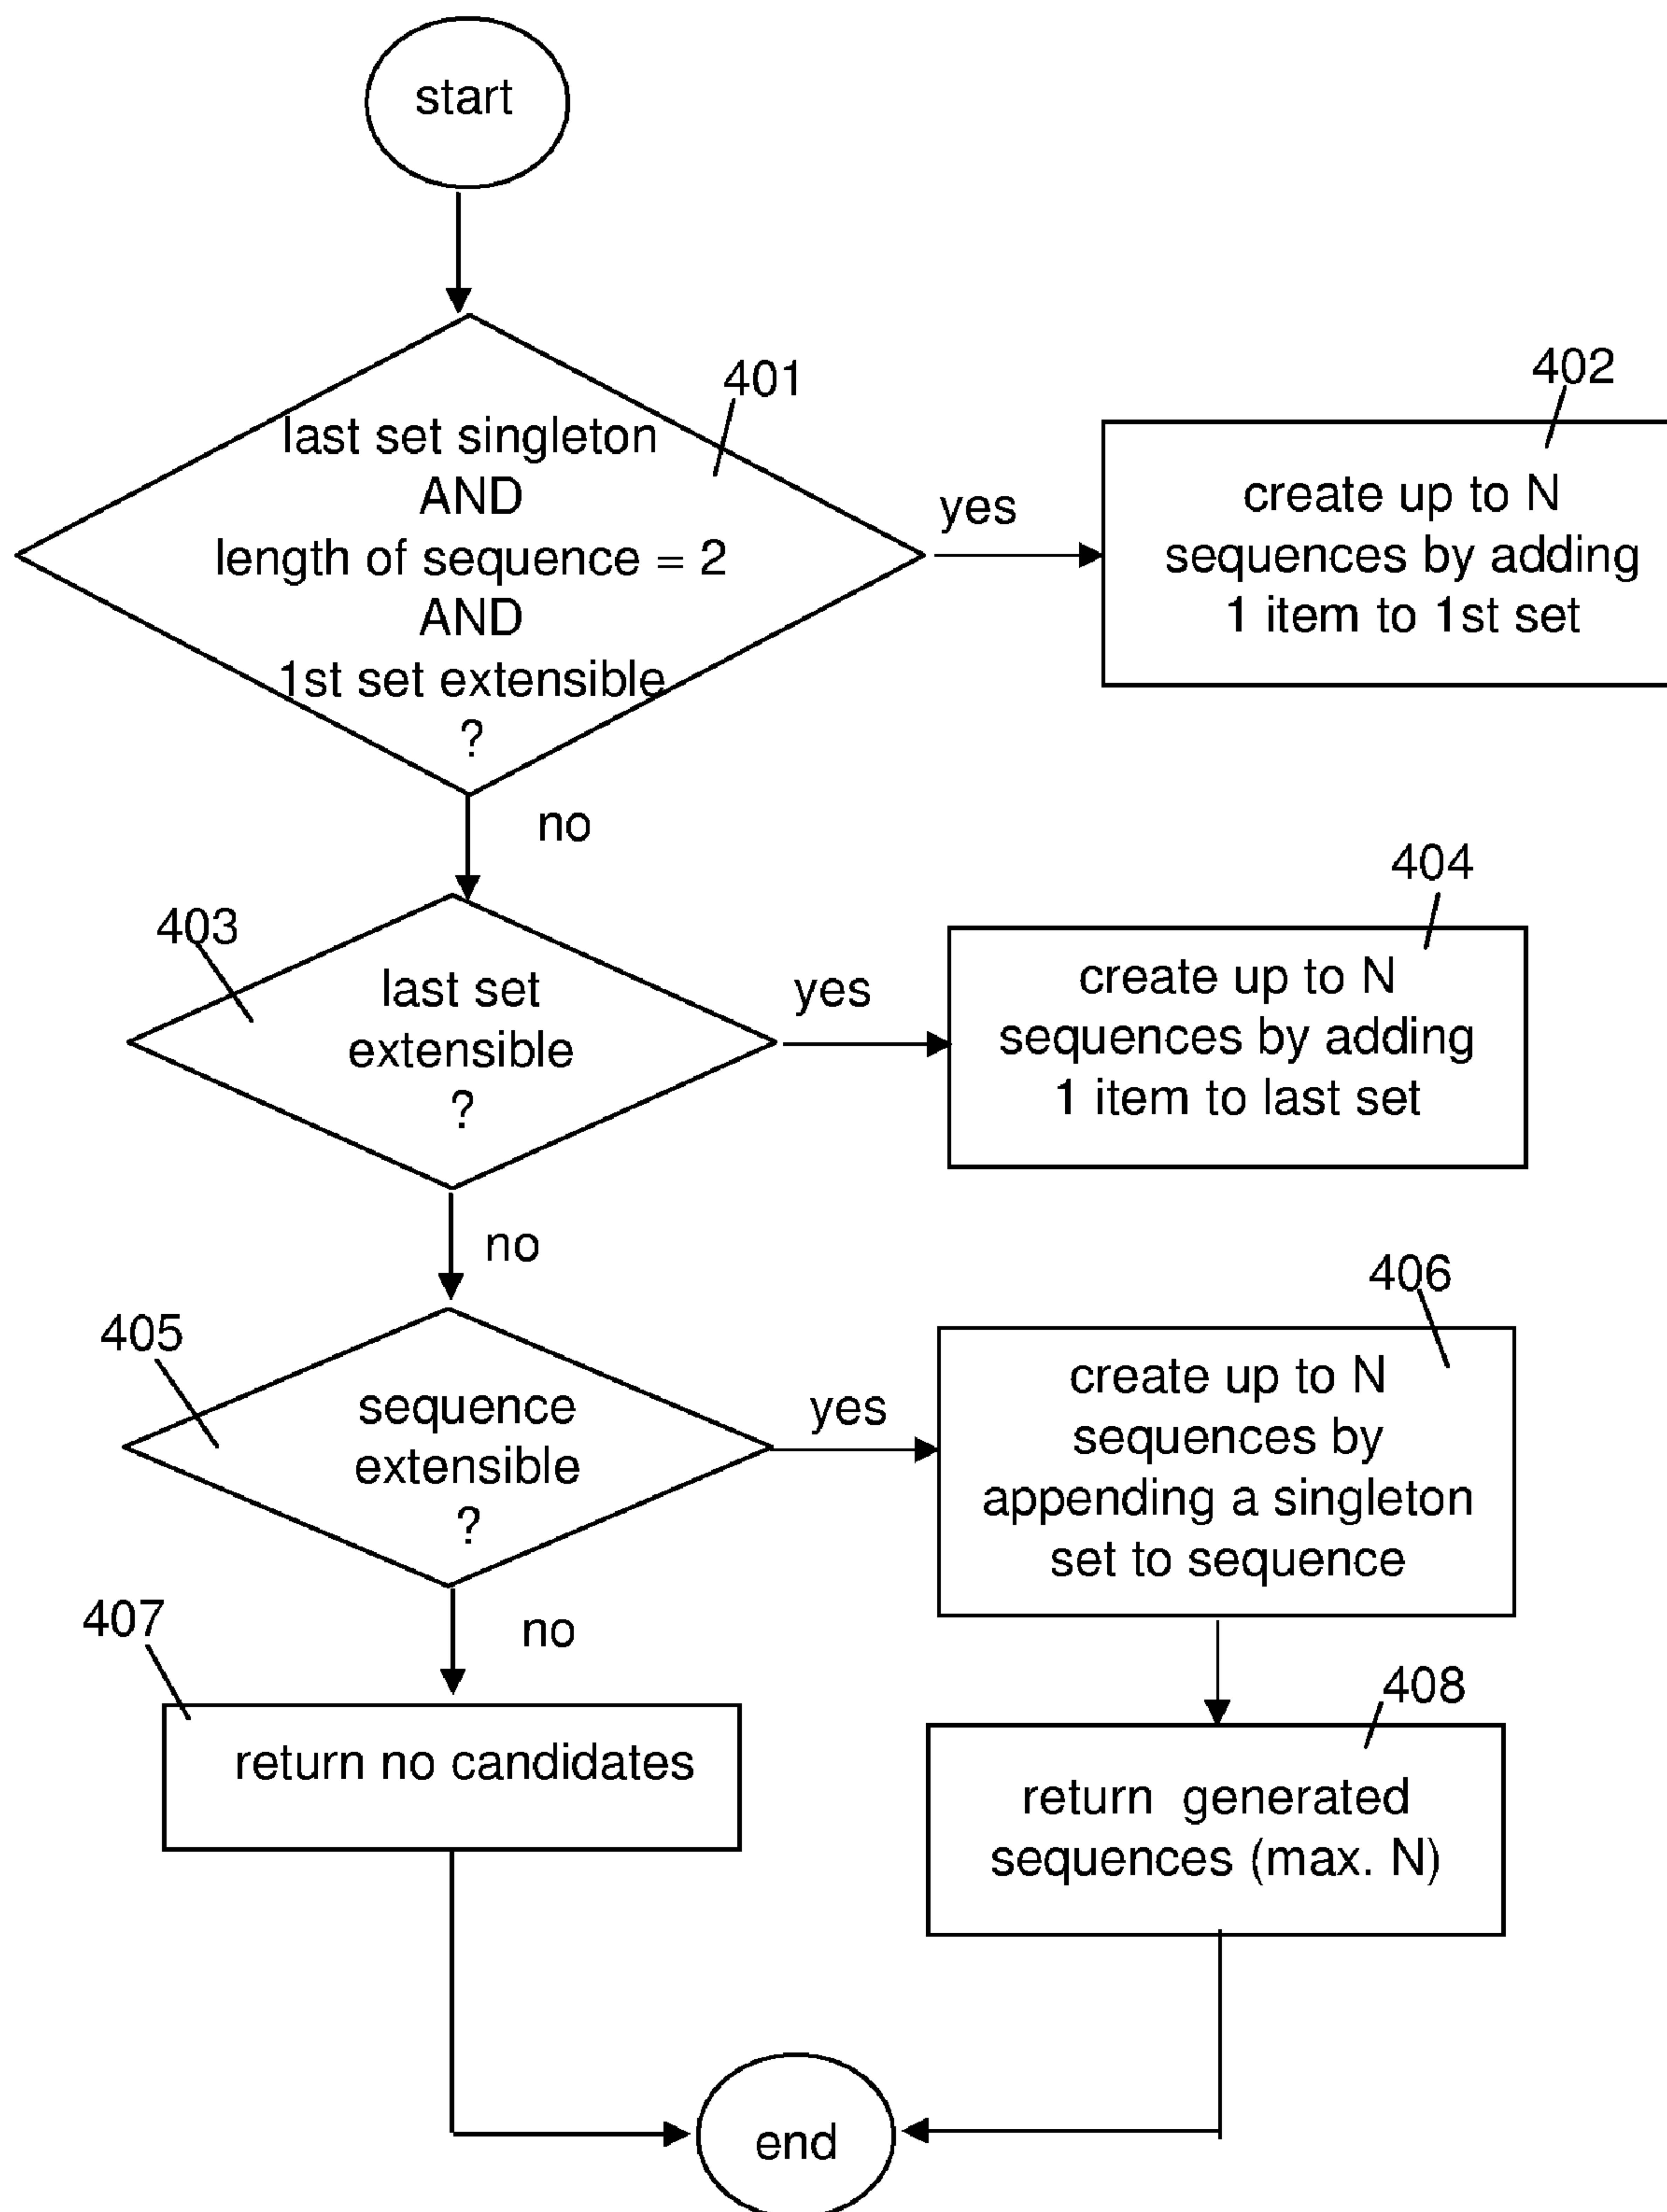 start
401
last set singleton
AND
length of sequence = 2
AND
1st set extensible
?
yes
402
create up to N
sequences by adding
1 item to 1st set
no
403
last set
extensible
?
yes
404
create up to N
sequences by adding
1 item to last set
no
405
sequence
extensible
?
yes
406
create up to N
sequences by
appending a singleton
set to sequence
no
407
return no candidates
408
return generated
sequences (max. N)
end